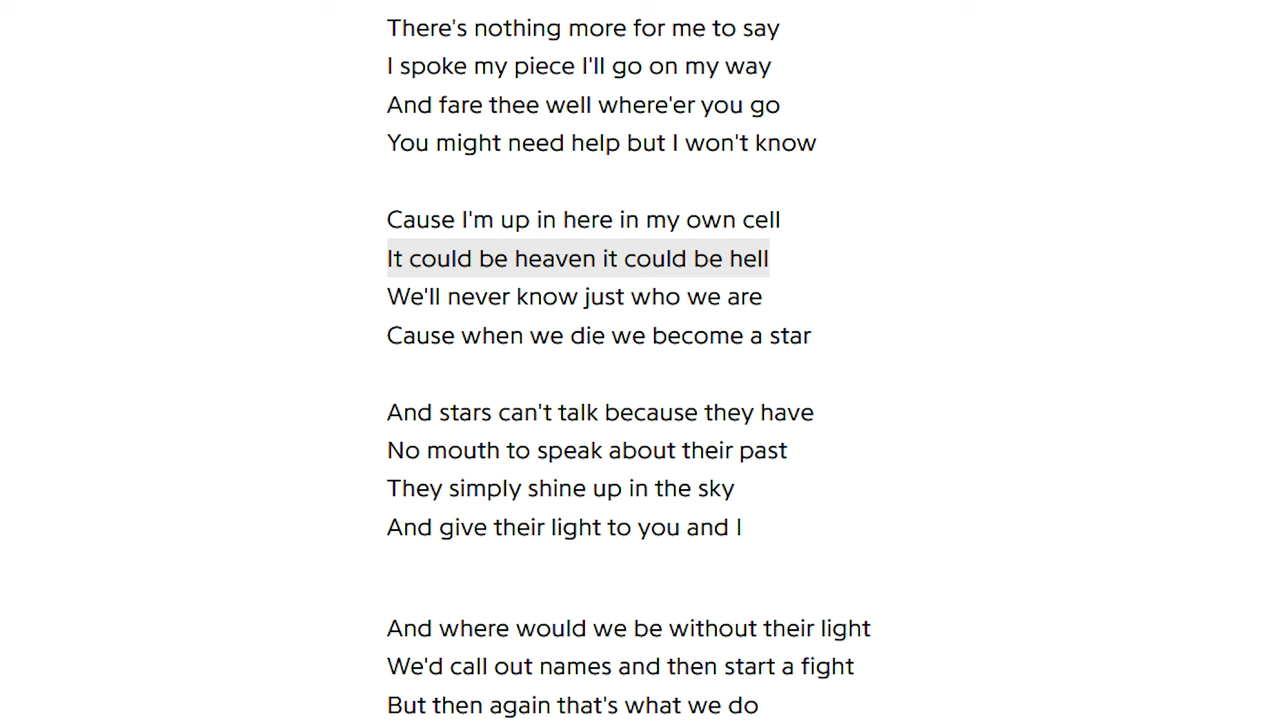 There's nothing more for me to say
I spoke my piece I'll go on my way
And fare thee well where'er you go
You might need help but I won't know
Cause I'm up in here in my own cell
It could be heaven it could be hell
We'll never know just who we are
Cause when we die we become a star
And stars can't talk because they have
No mouth to speak about their past
They simply shine up in the sky
And give their light to you and I
And where would we be without their light
We'd call out names and then start a fight
But then again that's what we do